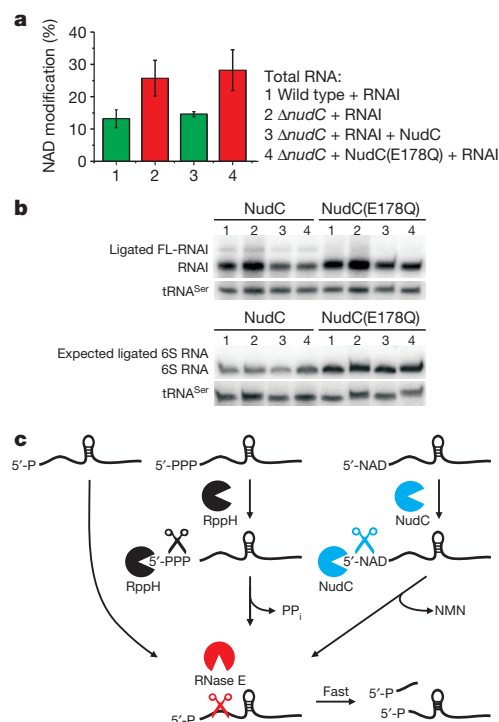 a
NAD modification (%)
40
30
20
10
0
1 2 3 4
Total RNA:
1 Wild type + RNAI
2 ΔnudC + RNAI
3 ΔnudC + RNAI + NudC
4 ΔnudC + NudC(E178Q) + RNAI
b
NudC NudC(E178Q)
1 2 3 4 1 2 3 4
Ligated FL-RNAI
RNAI
tRNASer
NudC NudC(E178Q)
1 2 3 4 1 2 3 4
Expected ligated 6S RNA
6S RNA
tRNASer
c
5′-P 5′-PPP 5′-NAD
RppH NudC
5′-PPP 5′-NAD
RppH NudC
PPi NMN
RNase E
5′-P Fast 5′-P
5′-P